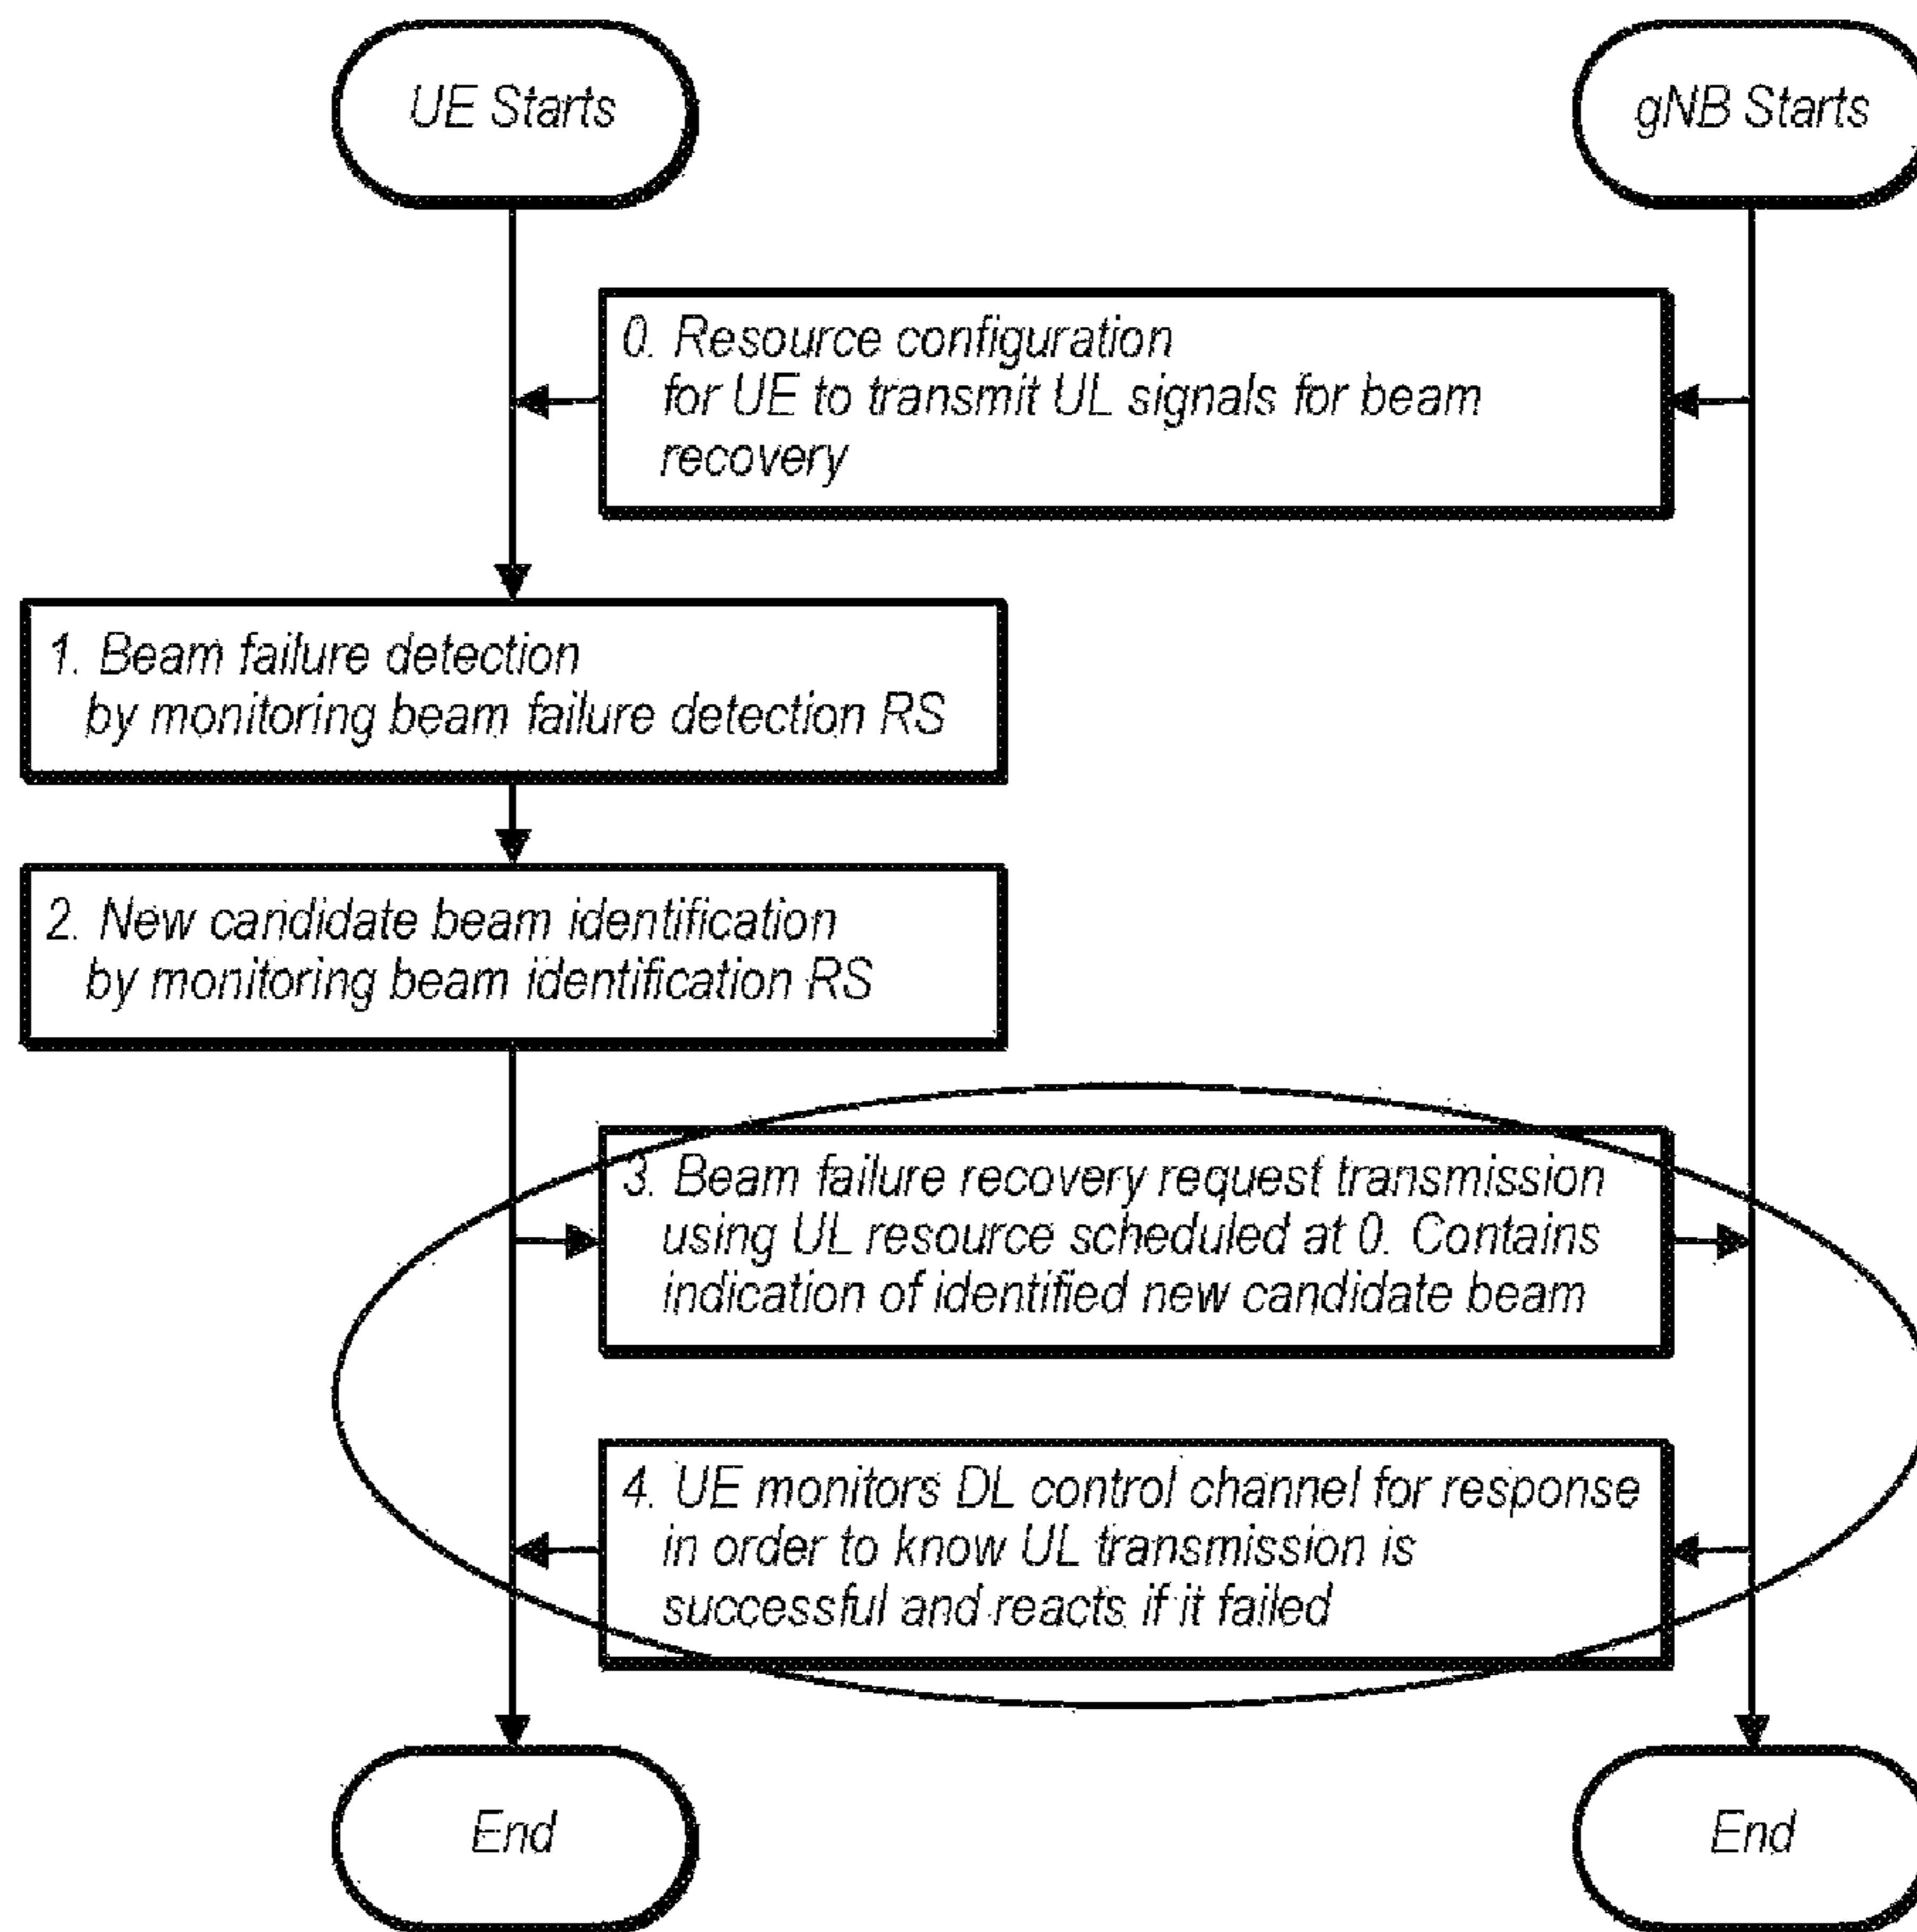 UE Starts
gNB Starts
0. Resource configuration
for UE to transmit UL signals for beam
recovery
1. Beam failure detection
by monitoring beam failure detection RS
2. New candidate beam identification
by monitoring beam identification RS
3. Beam failure recovery request transmission
using UL resource scheduled at 0. Contains
indication of identified new candidate beam
4. UE monitors DL control channel for response
in order to know UL transmission is
successful and reacts if it failed
End
End